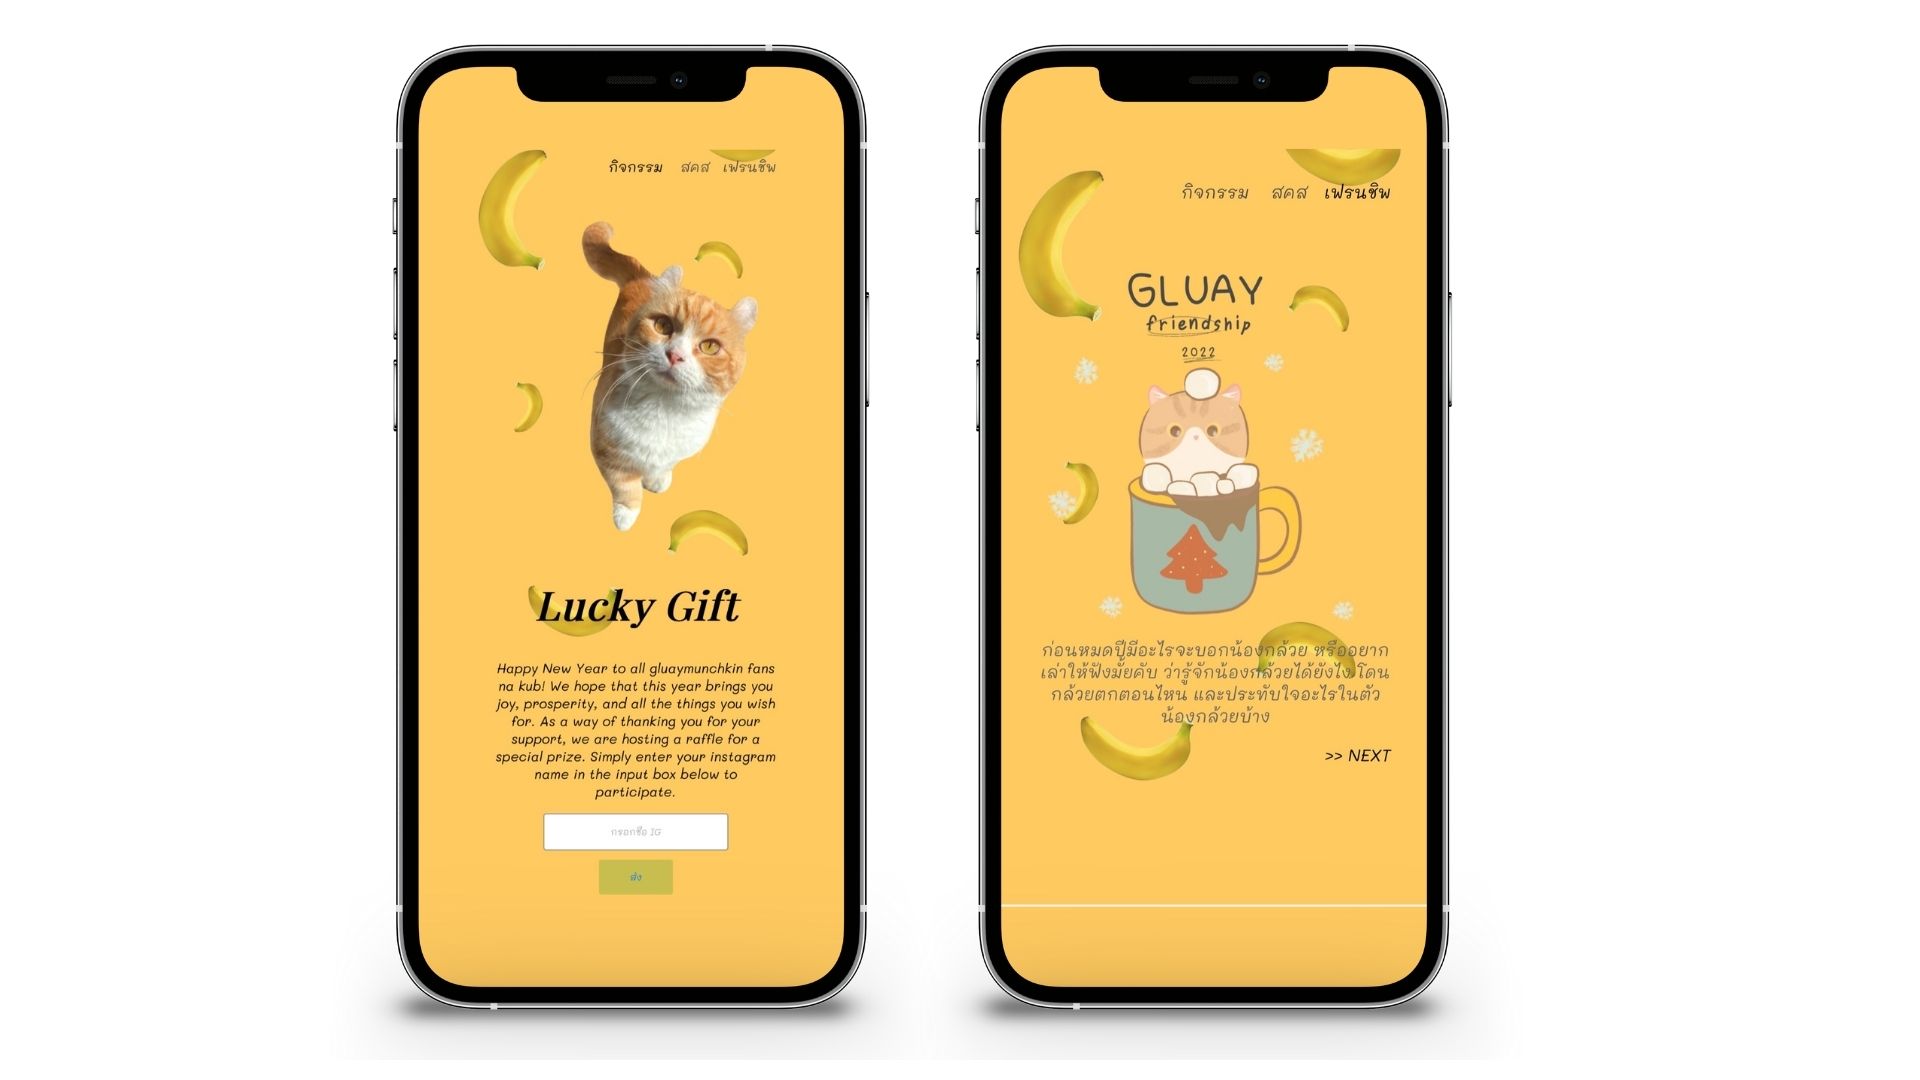 กิจกรรม สคส เฟรนชิพ
Lucky Gift
Happy New Year to all gluaymunchkin fans
na kub! We hope that this year brings you
joy, prosperity, and all the things you wish
for. As a way of thanking you for your
support, we are hosting a raffle for a
special prize. Simply enter your instagram
name in the input box below to
participate.
กรอกชื่อ IG
ส่ง
กิจกรรม สคส เฟรนชิพ
GLUAY
friendship
2022
ก่อนหมดปีมีอะไรจะบอกน้องกล้วย หรืออยาก
เล่าให้ฟังมั้ยคับ ว่ารู้จักน้องกล้วยได้ยังไง โดน
กล้วยตกตอนไหน และประทับใจอะไรในตัว
น้องกล้วยบ้าง
>> NEXT